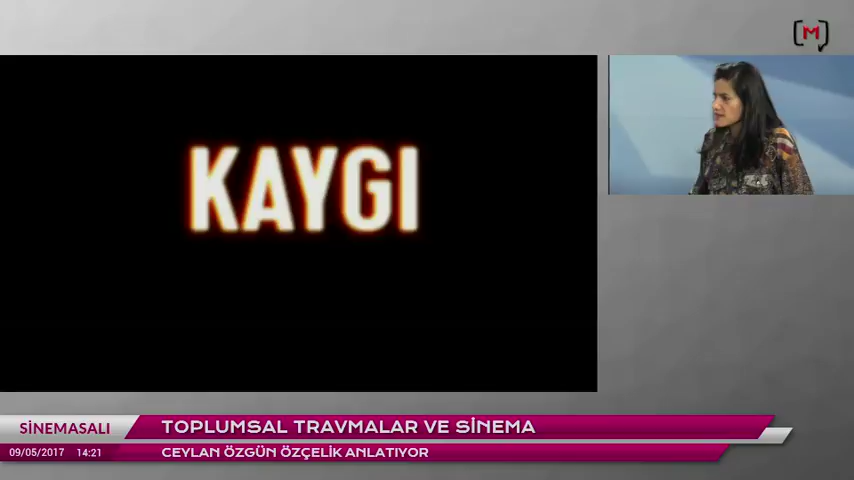 [M]
KAYGI
SİNEMASALI
TOPLUMSAL TRAVMALAR VE SİNEMA
09/05/2017 14:21
CEYLAN ÖZGÜN ÖZÇELİK ANLATIYOR